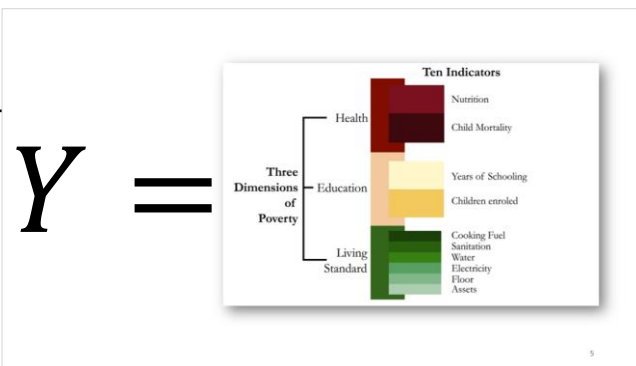 Y =
Ten Indicators
Three
Dimensions
of
Poverty
Health
Nutrition
Child Mortality
Education
Years of Schooling
Children enroled
Living
Standard
Cooking Fuel
Sanitation
Water
Electricity
Floor
Assets
5